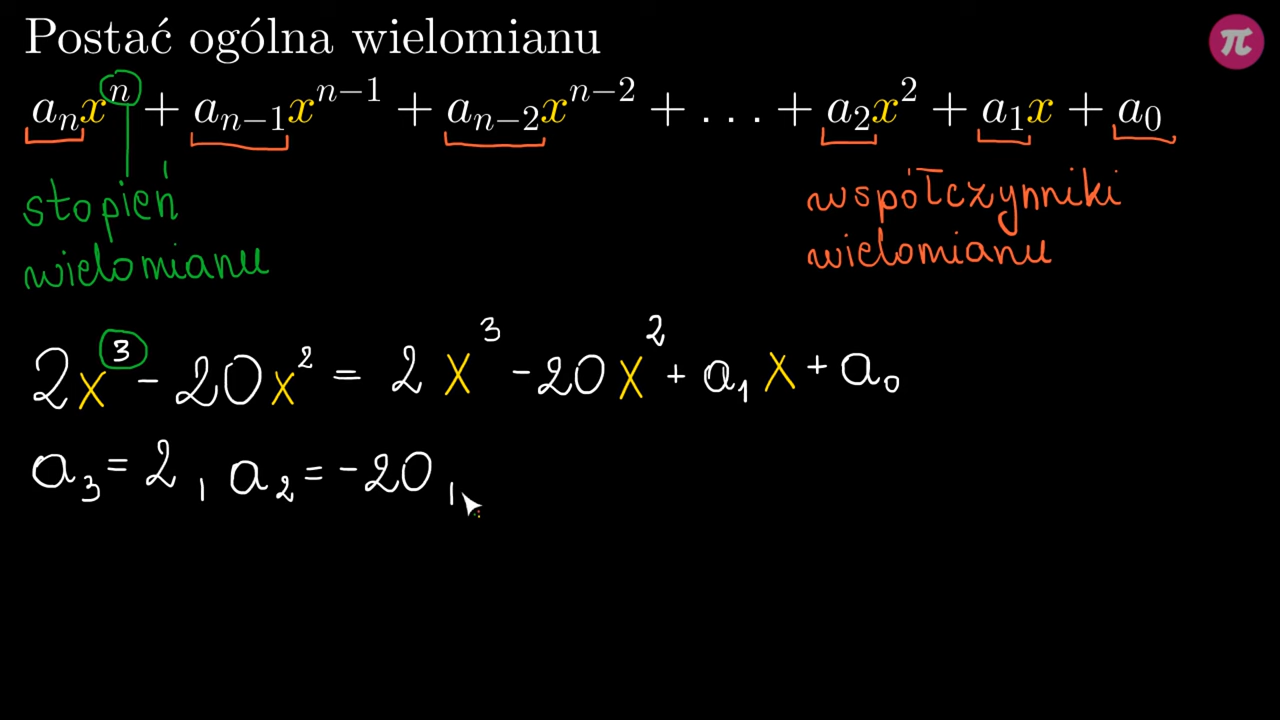 Postać ogólna wielomianu
π
aₙxⁿ + aₙ₋₁xⁿ⁻¹ + aₙ₋₂xⁿ⁻² + . . . + a₂x² + a₁x + a₀
stopień
wielomianu
współczynniki
wielomianu
2x³ - 20x² = 2x³ - 20x² + a₁x + a₀
a₃ = 2, a₂ = -20,